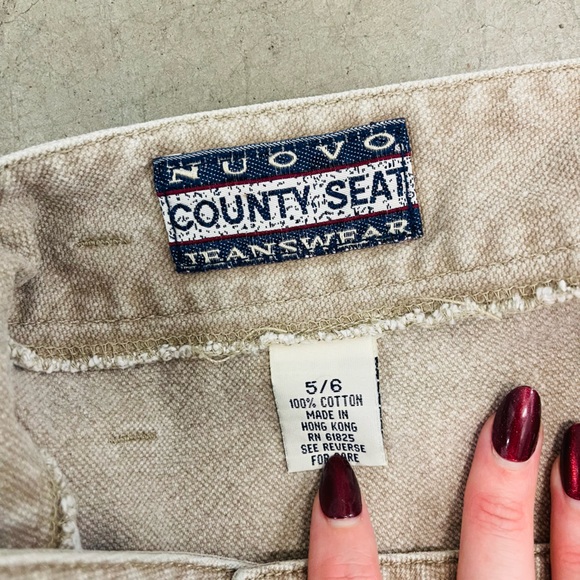 NUOVO
COUNTY SEAT
JEANSWEAR
5/6
100% COTTON
MADE IN
HONG KONG
RN 61825
SEE REVERSE
FOR CARE